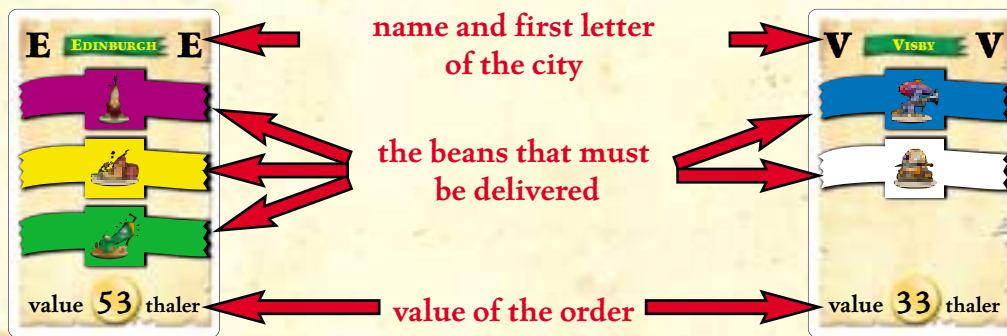 E EDINBURGH E
name and first letter
of the city
V VISBY V
the beans that must
be delivered
value 53 thaler
value of the order
value 33 thaler